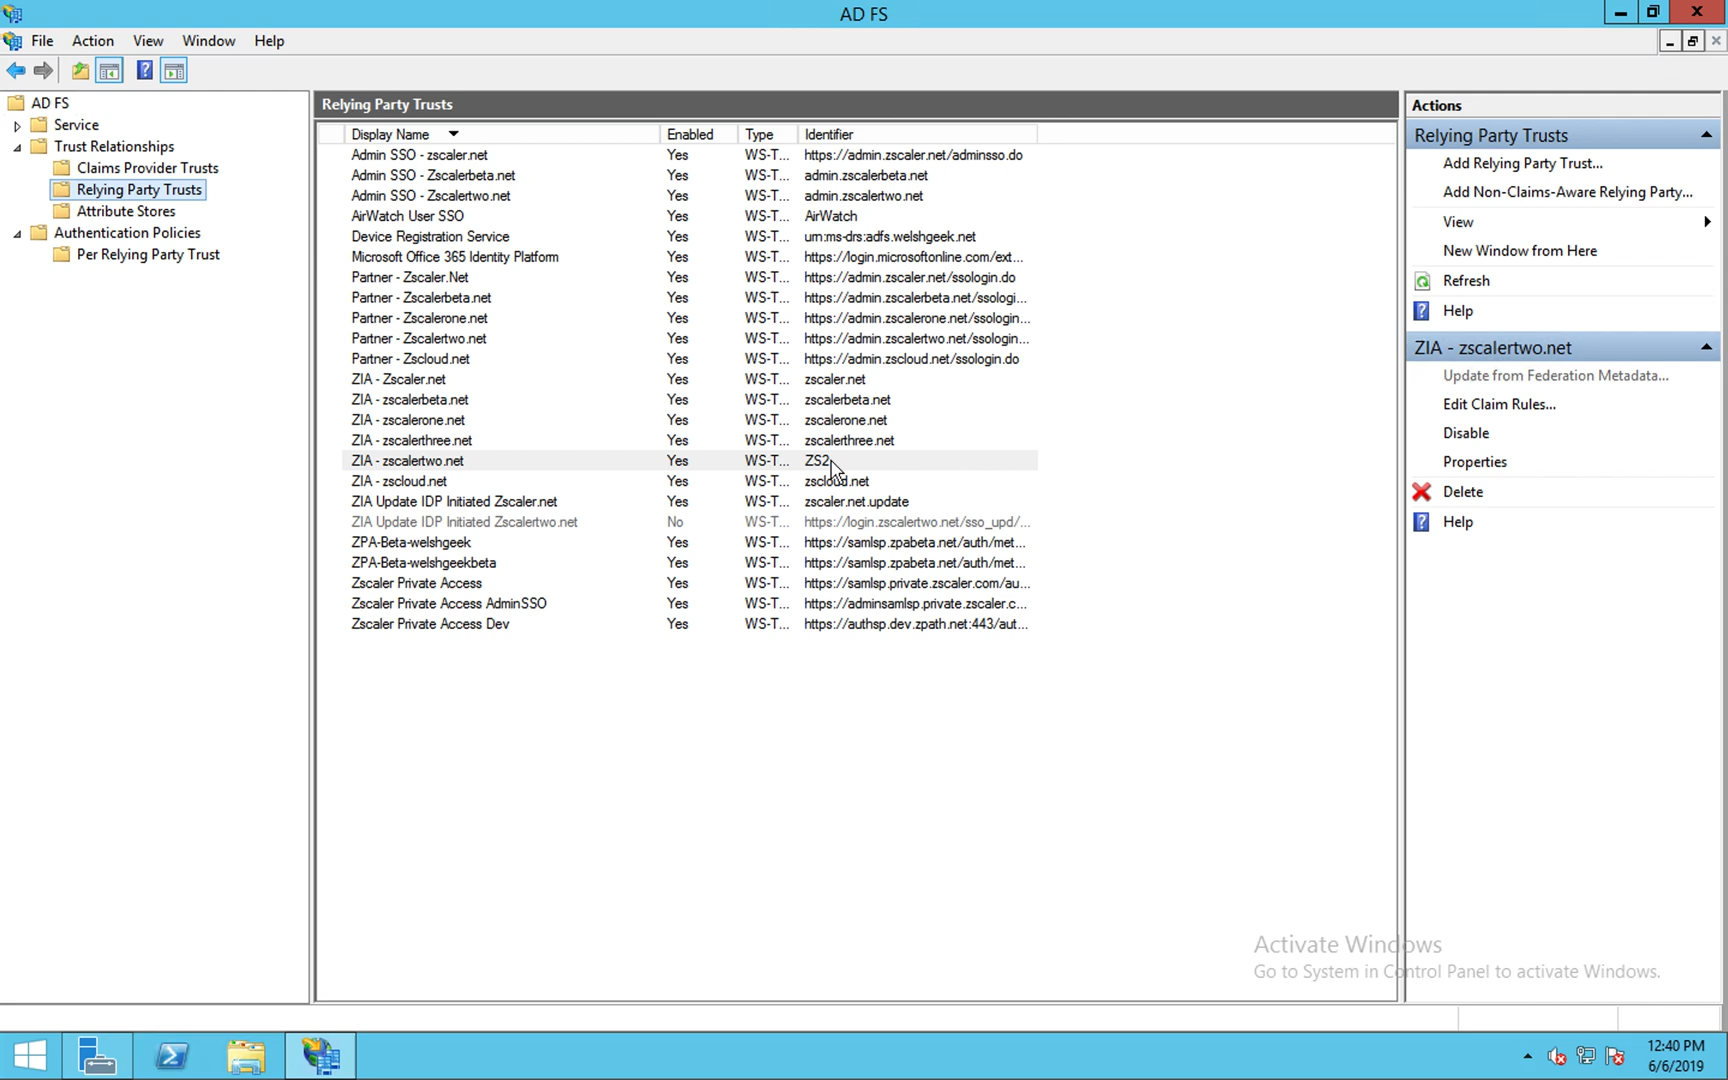 AD FS
File Action View Window Help
AD FS
Service
Trust Relationships
Claims Provider Trusts
Relying Party Trusts
Attribute Stores
Authentication Policies
Per Relying Party Trust
Relying Party Trusts
Display Name Enabled Type Identifier
Admin SSO - zscaler.net Yes WS-T... https://admin.zscaler.net/adminsso.do
Admin SSO - Zscalerbeta.net Yes WS-T... admin.zscalerbeta.net
Admin SSO - Zscalertwo.net Yes WS-T... admin.zscalertwo.net
AirWatch User SSO Yes WS-T... AirWatch
Device Registration Service Yes WS-T... urn:ms-drs:adfs.welshgeek.net
Microsoft Office 365 Identity Platform Yes WS-T... https://login.microsoftonline.com/ext...
Partner - Zscaler.Net Yes WS-T... https://admin.zscaler.net/ssologin.do
Partner - Zscalerbeta.net Yes WS-T... https://admin.zscalerbeta.net/ssologi...
Partner - Zscalerone.net Yes WS-T... https://admin.zscalerone.net/ssologin...
Partner - Zscalertwo.net Yes WS-T... https://admin.zscalertwo.net/ssologin...
Partner - Zscloud.net Yes WS-T... https://admin.zscloud.net/ssologin.do
ZIA - Zscaler.net Yes WS-T... zscaler.net
ZIA - zscalerbeta.net Yes WS-T... zscalerbeta.net
ZIA - zscalerone.net Yes WS-T... zscalerone.net
ZIA - zscalerthree.net Yes WS-T... zscalerthree.net
ZIA - zscalertwo.net Yes WS-T... ZS2
ZIA - zscloud.net Yes WS-T... zscloud.net
ZIA Update IDP Initiated Zscaler.net Yes WS-T... zscaler.net.update
ZIA Update IDP Initiated Zscalertwo.net No WS-T... https://login.zscalertwo.net/sso_upd/...
ZPA-Beta-welshgeek Yes WS-T... https://samlsp.zpabeta.net/auth/met...
ZPA-Beta-welshgeekbeta Yes WS-T... https://samlsp.zpabeta.net/auth/met...
Zscaler Private Access Yes WS-T... https://samlsp.private.zscaler.com/au...
Zscaler Private Access AdminSSO Yes WS-T... https://adminsamlsp.private.zscaler.c...
Zscaler Private Access Dev Yes WS-T... https://authsp.dev.zpath.net:443/aut...
Actions
Relying Party Trusts
Add Relying Party Trust...
Add Non-Claims-Aware Relying Party...
View
New Window from Here
Refresh
Help
ZIA - zscalertwo.net
Update from Federation Metadata...
Edit Claim Rules...
Disable
Properties
Delete
Help
Activate Windows
Go to System in Control Panel to activate Windows.
12:40 PM
6/6/2019